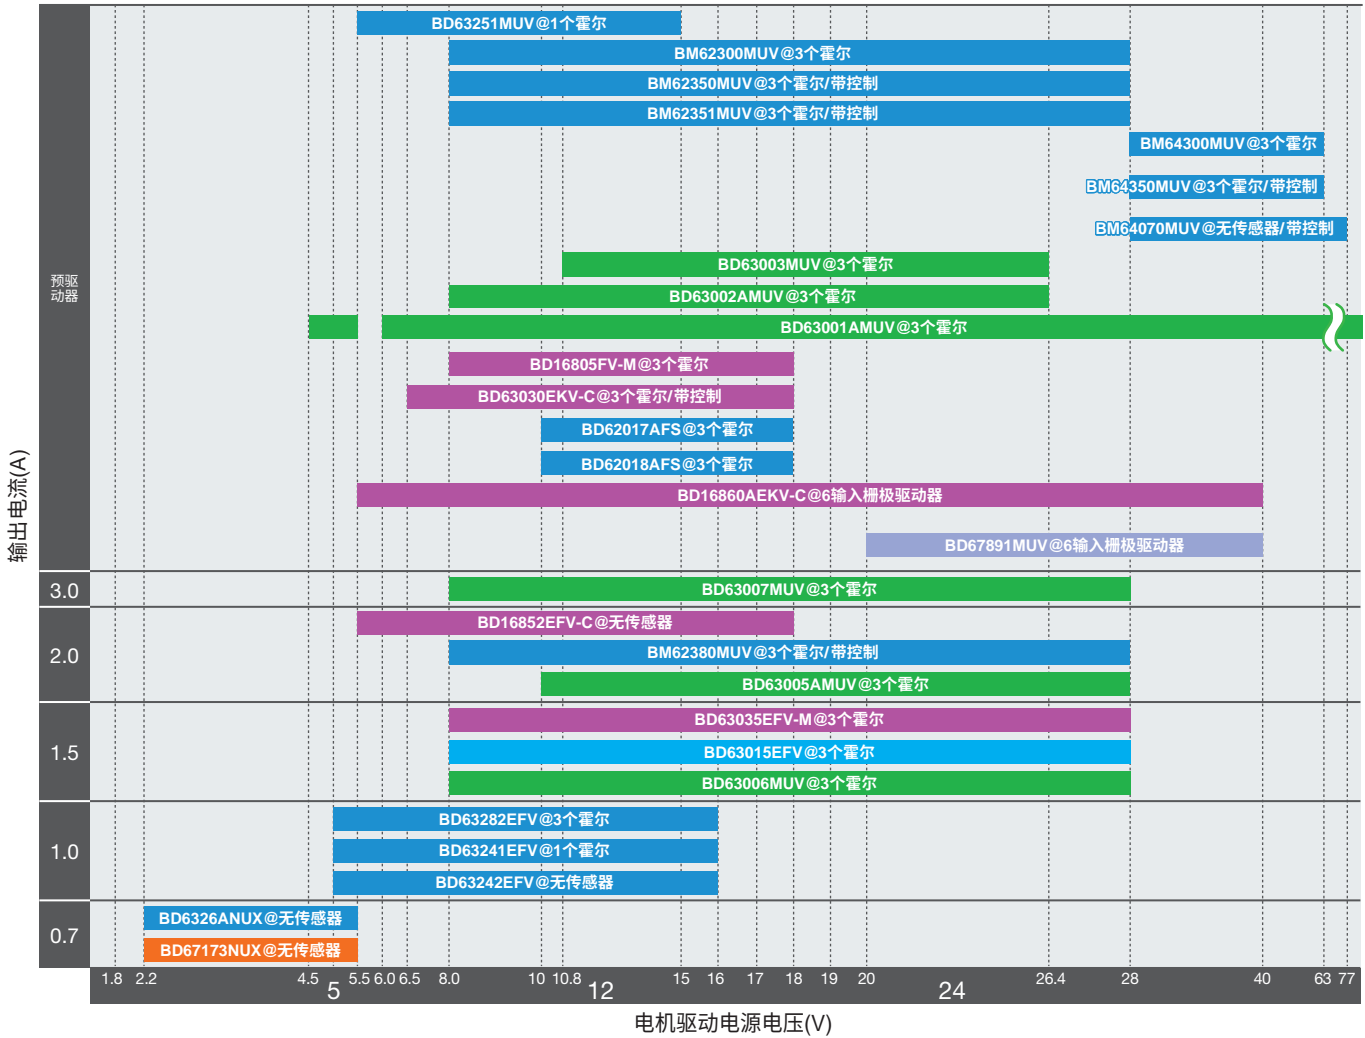 BD63251MUV@1个霍尔
BM62300MUV@3个霍尔
BM62350MUV@3个霍尔/带控制
BM62351MUV@3个霍尔/带控制
BM64300MUV@3个霍尔
BM64350MUV@3个霍尔/带控制
BM64070MUV@无传感器/带控制
BD63003MUV@3个霍尔
预驱
动器
BD63002AMUV@3个霍尔
BD63001AMUV@3个霍尔
BD16805FV-M@3个霍尔
BD63030EKV-C@3个霍尔/带控制
BD62017AFS@3个霍尔
BD62018AFS@3个霍尔
BD16860AEKV-C@6输入栅极驱动器
BD67891MUV@6输入栅极驱动器
输出电流(A)
3.0
BD63007MUV@3个霍尔
BD16852EFV-C@无传感器
2.0
BM62380MUV@3个霍尔/带控制
BD63005AMUV@3个霍尔
BD63035EFV-M@3个霍尔
1.5
BD63015EFV@3个霍尔
BD63006MUV@3个霍尔
BD63282EFV@3个霍尔
1.0
BD63241EFV@1个霍尔
BD63242EFV@无传感器
BD6326ANUX@无传感器
0.7
BD67173NUX@无传感器
1.8 2.2 4.5 5.5 6.0 6.5 8.0 10 10.8 15 16 17 18 19 20 26.4 28 40 63 77
5 12 24
电机驱动电源电压(V)